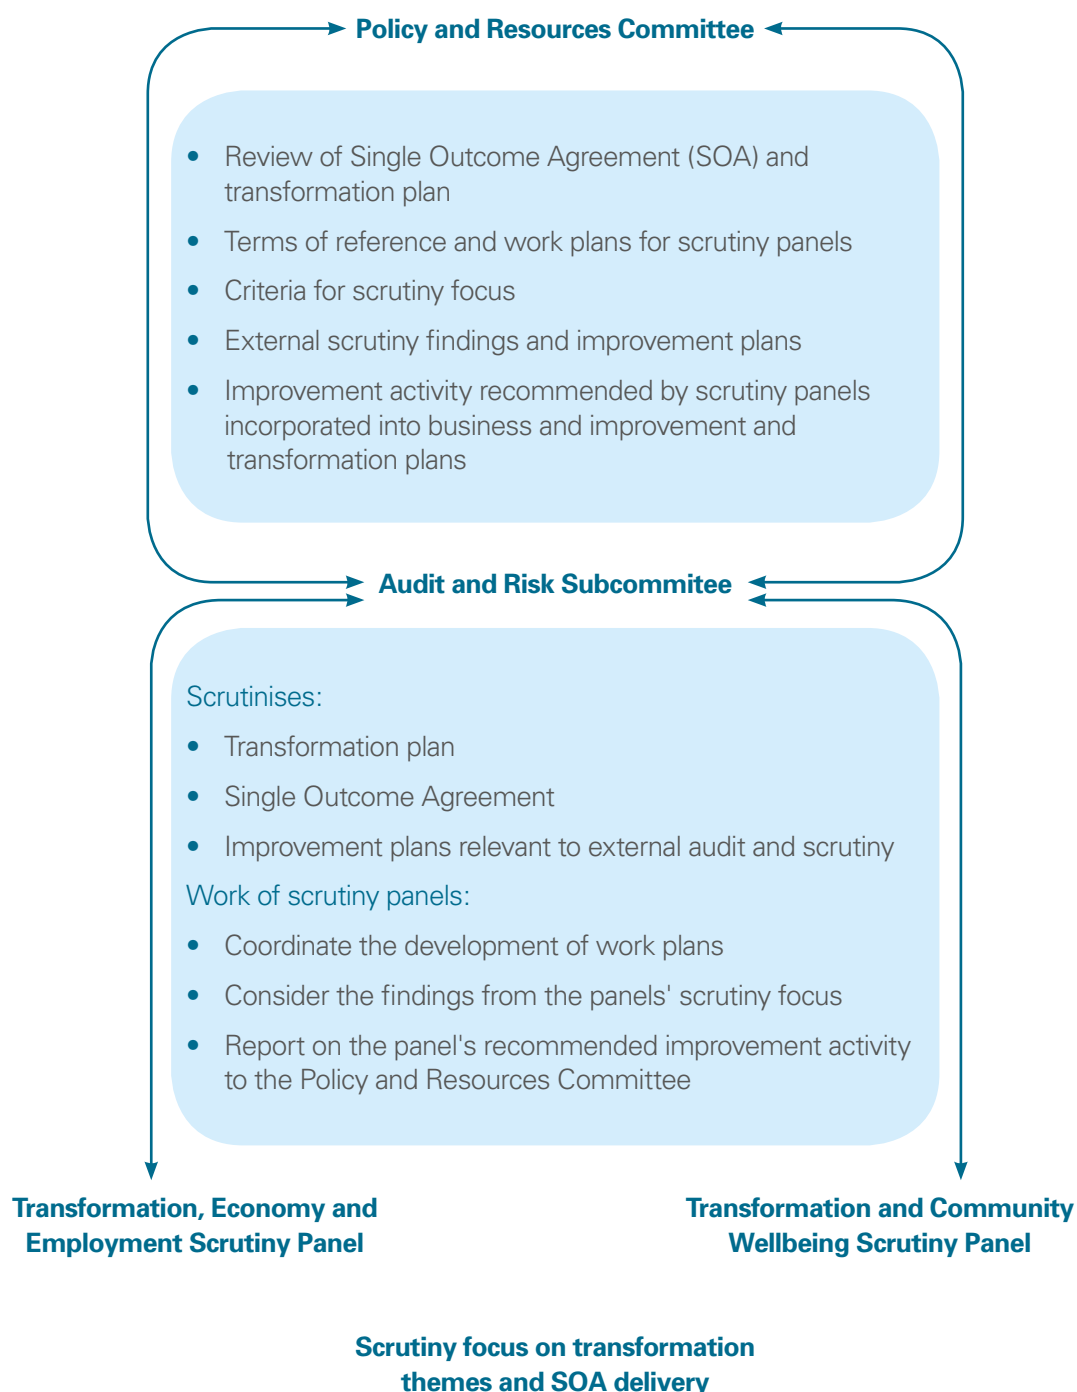 Policy and Resources Committee
• Review of Single Outcome Agreement (SOA) and
transformation plan
• Terms of reference and work plans for scrutiny panels
• Criteria for scrutiny focus
• External scrutiny findings and improvement plans
• Improvement activity recommended by scrutiny panels
incorporated into business and improvement and
transformation plans
Audit and Risk Subcommitee
Scrutinises:
• Transformation plan
• Single Outcome Agreement
• Improvement plans relevant to external audit and scrutiny
Work of scrutiny panels:
• Coordinate the development of work plans
• Consider the findings from the panels' scrutiny focus
• Report on the panel's recommended improvement activity
to the Policy and Resources Committee
Transformation, Economy and
Employment Scrutiny Panel
Transformation and Community
Wellbeing Scrutiny Panel
Scrutiny focus on transformation
themes and SOA delivery